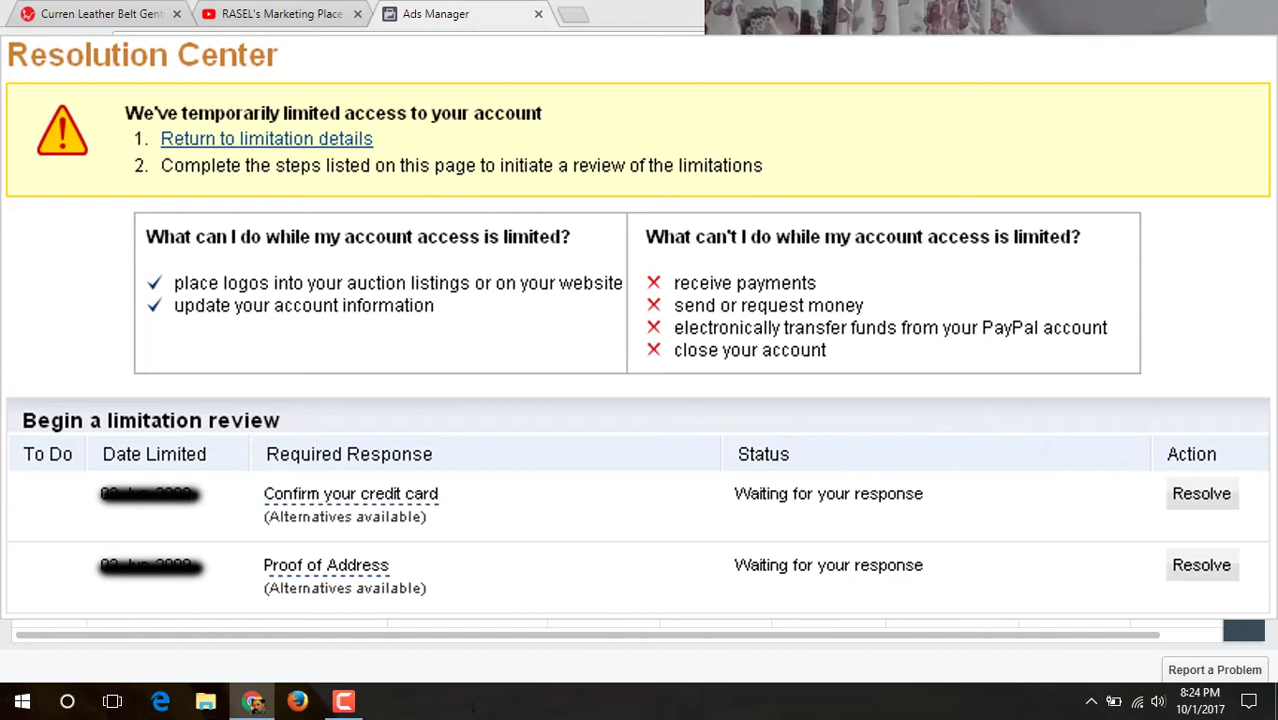 Curren Leather Belt Gent
RASEL's Marketing Place
Ads Manager
Resolution Center
We've temporarily limited access to your account
1. Return to limitation details
2. Complete the steps listed on this page to initiate a review of the limitations
What can I do while my account access is limited?
place logos into your auction listings or on your website
update your account information
What can't I do while my account access is limited?
receive payments
send or request money
electronically transfer funds from your PayPal account
close your account
Begin a limitation review
To Do Date Limited Required Response Status Action
Confirm your credit card Waiting for your response Resolve
(Alternatives available)
Proof of Address Waiting for your response Resolve
(Alternatives available)
Report a Problem
8:24 PM
10/1/2017